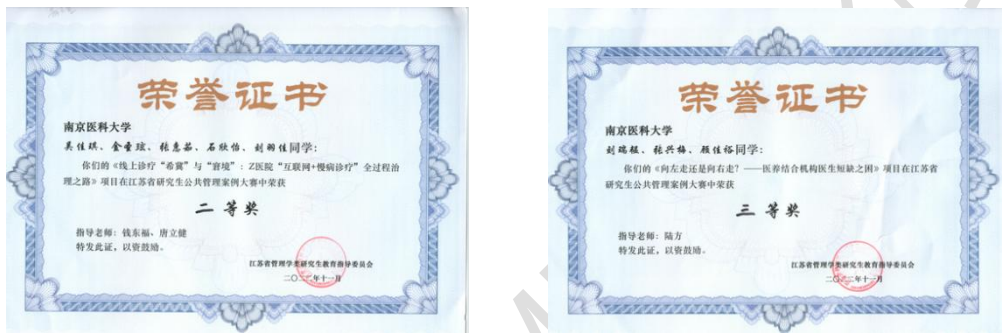 荣誉证书
南京医科大学
吴佳琪、金雪琼、张惠茹、石欣怡、刘羽佳同学:
你们的《线上诊疗“希冀”与“窘境”:Z医院“互联网+慢病诊疗”全过程治
理之路》项目在江苏省研究生公共管理案例大赛中荣获
二等奖
指导老师:钱东福、唐立健
特发此证,以资鼓励。
江苏省管理学类研究生教育指导委员会
二〇二二年十一月
荣誉证书
南京医科大学
刘瑞程、张兴梅、顾佳裕同学:
你们的《向左走还是向右走?——医养结合机构医生短缺之困》项目在江苏省
研究生公共管理案例大赛中荣获
三等奖
指导老师:陆方
特发此证,以资鼓励。
江苏省管理学类研究生教育指导委员会
二〇二二年十一月